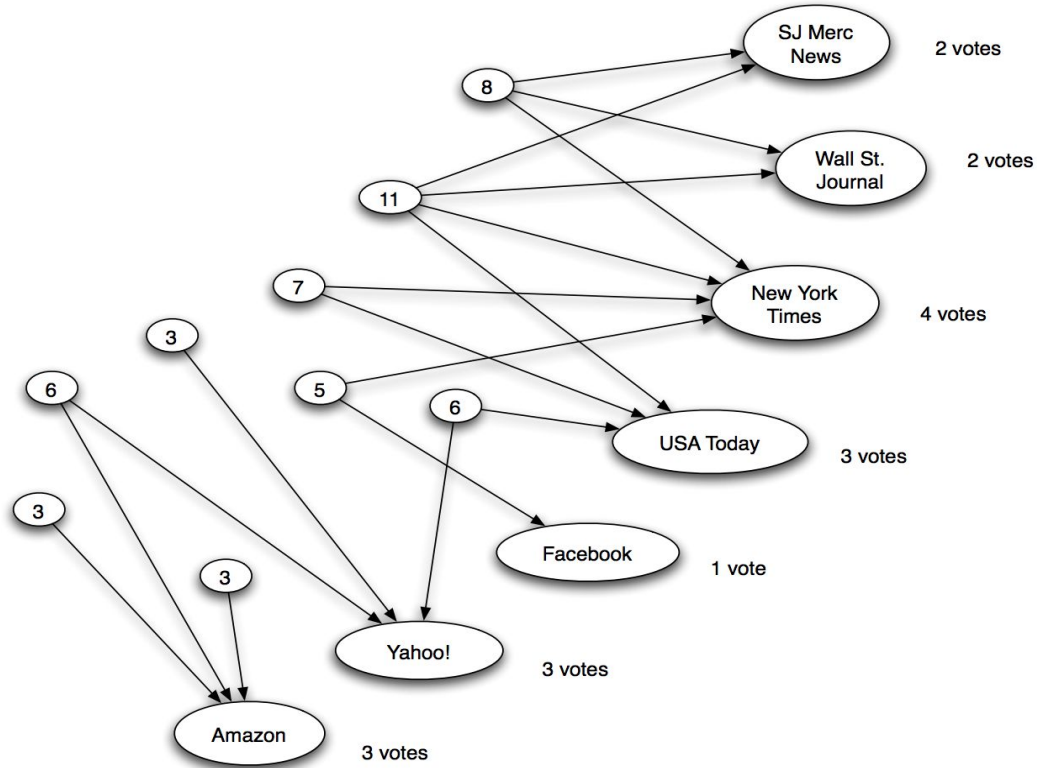 SJ Merc
News
2 votes
8
Wall St.
Journal
2 votes
11
7
New York
Times
4 votes
3
6
5
6
USA Today
3 votes
3
Facebook
1 vote
3
Yahoo!
3 votes
Amazon
3 votes